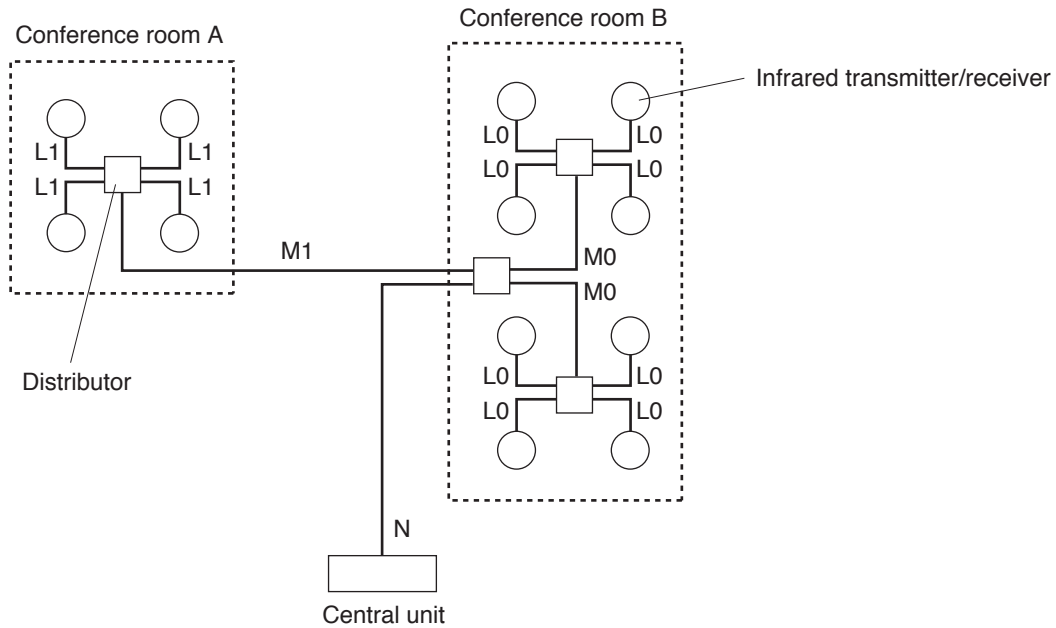 Conference room A
Conference room B
Infrared transmitter/receiver
L1
L1
L1
L1
L0
L0
L0
L0
M1
M0
M0
Distributor
L0
L0
L0
L0
N
Central unit